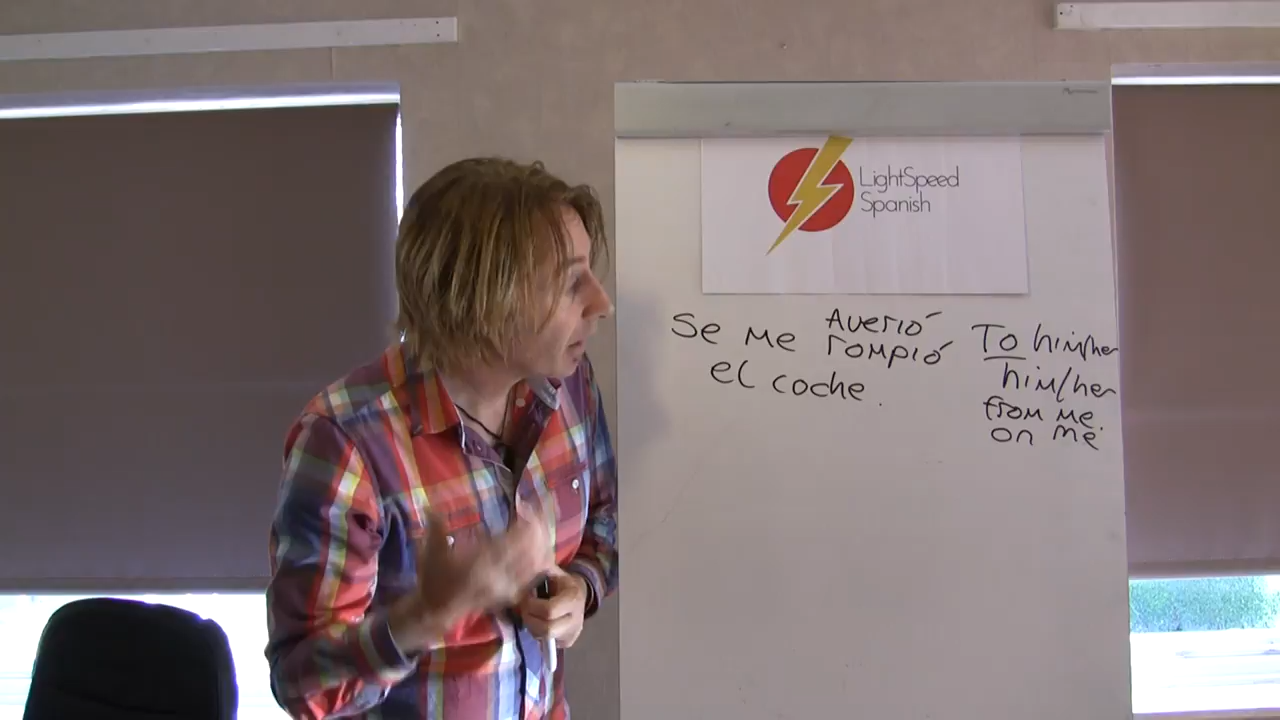 LightSpeed
Spanish
Se me averió
rompió
el coche.
To him/her
him/her
from me.
on me